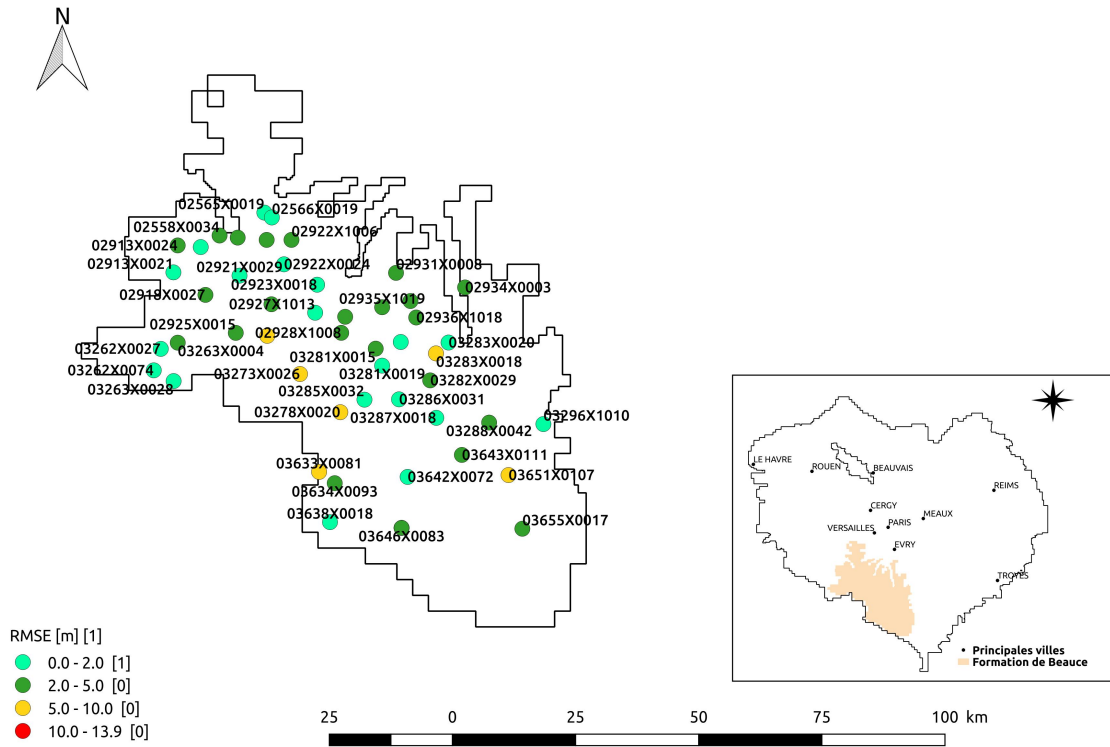 N
02565X0019
02566X0019
02558X0034
02922X1006
02913X0024
02913X0021
02921X0029
02922X0024
02931X0008
02923X0018
02934X0003
02918X0027
02927X1013
02935X1019
02936X1018
02925X0015
02928X1008
03283X0020
03262X0027
03263X0004
03281X0015
03283X0018
03262X0074
03273X0026
03281X0019
03282X0029
03263X0028
03285X0032
03286X0031
03278X0020
03287X0018
03296X1010
03288X0042
03643X0111
03633X0081
03642X0072
03651X0107
03634X0093
03638X0018
03655X0017
03646X0083
LE HAVRE
ROUEN
BEAUVAIS
REIMS
CERGY
MEAUX
PARIS
VERSAILLES
EVRY
TROYES
Principales villes
Formation de Beauce
RMSE [m] [1]
0.0 - 2.0 [1]
2.0 - 5.0 [0]
5.0 - 10.0 [0]
10.0 - 13.9 [0]
25 0 25 50 75 100 km